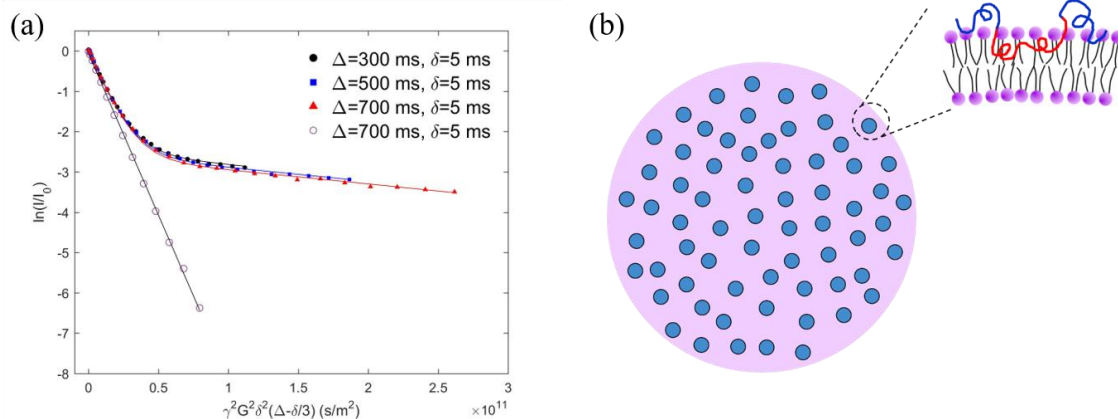 (a)
0
-1
-2
-3
-4
-5
-6
-7
-8
ln(I/I₀)
Δ=300 ms, δ=5 ms
Δ=500 ms, δ=5 ms
Δ=700 ms, δ=5 ms
Δ=700 ms, δ=5 ms
0 0.5 1 1.5 2 2.5 3
×10¹¹
γ²G²δ²(Δ-δ/3) (s/m²)
(b)